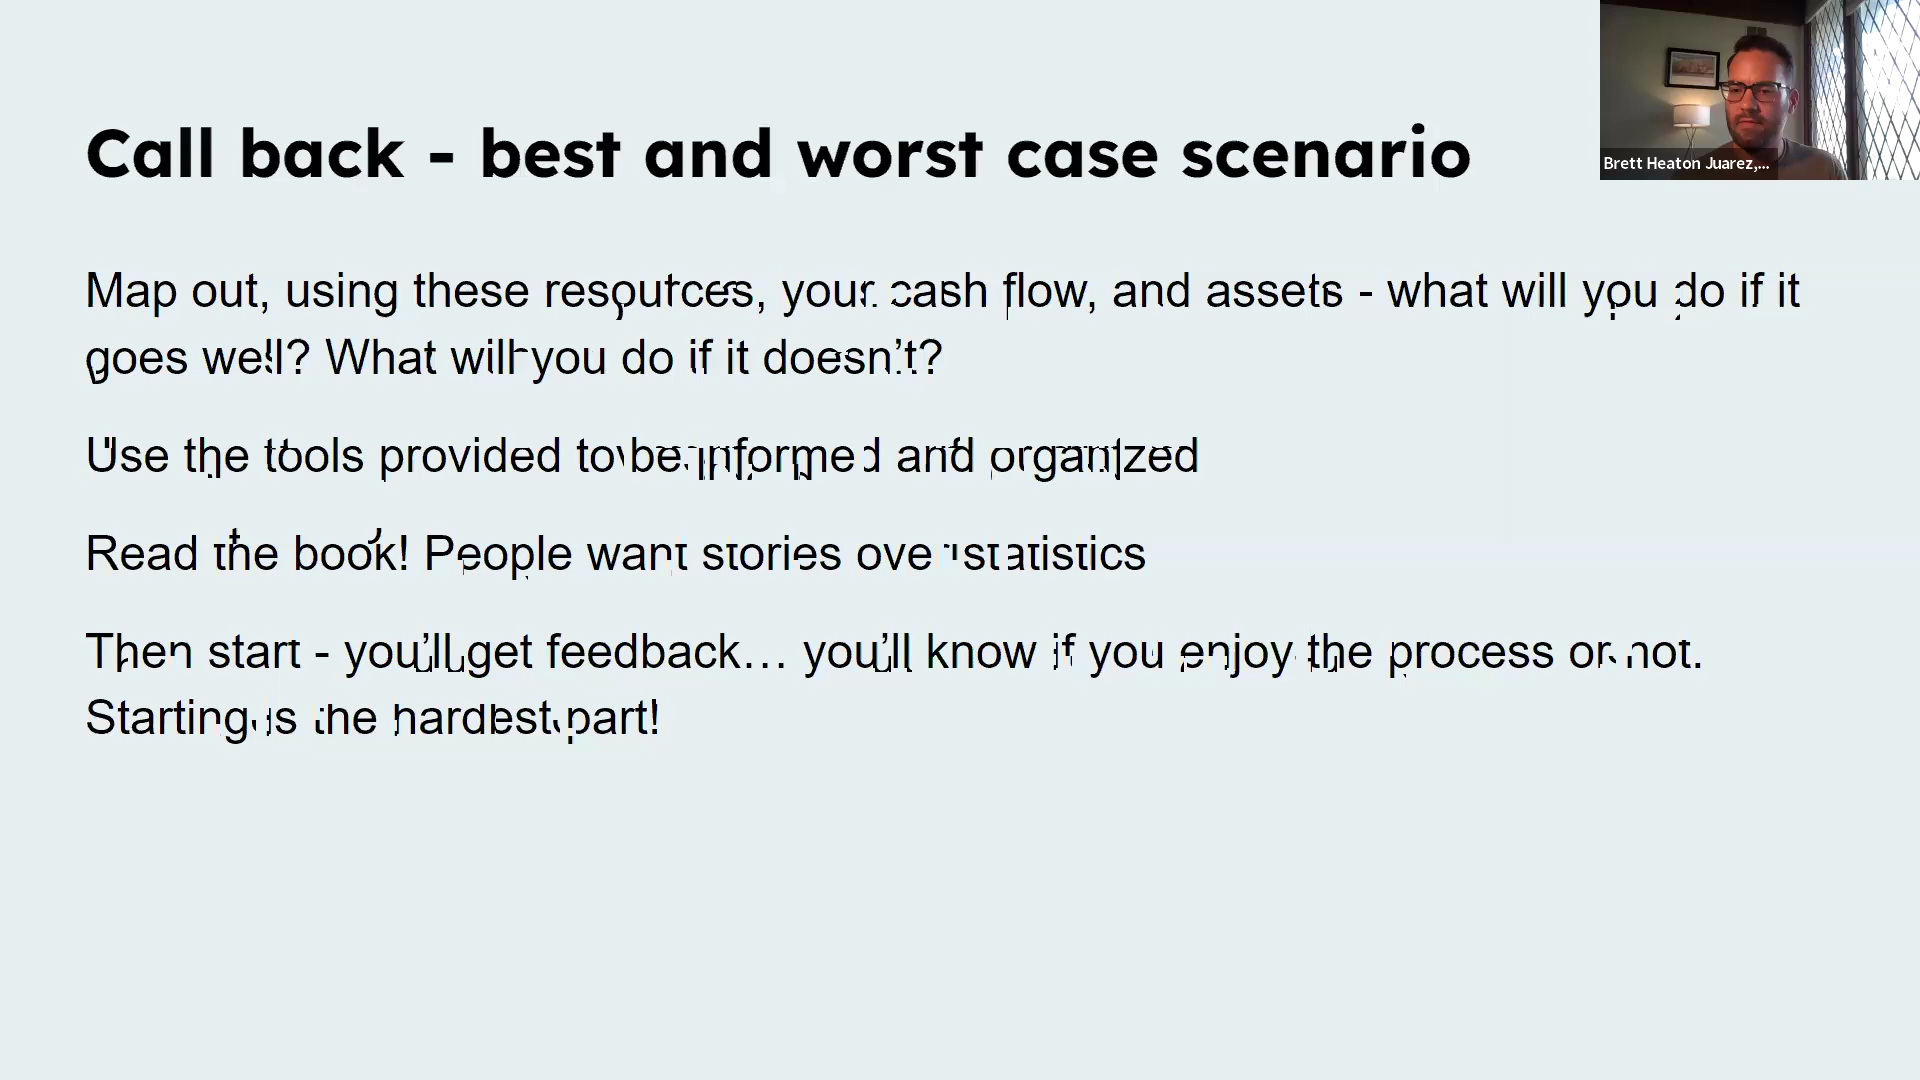 Call back - best and worst case scenario
Brett Heaton Juarez,...
Map out, using these resources, your cash flow, and assets - what will you do if it
goes well? What will you do if it doesn't?
Use the tools provided to be informed and organized
Read the book! People want stories over statistics
Then start - you'll get feedback… you'll know if you enjoy the process or not.
Starting is the hardest part!